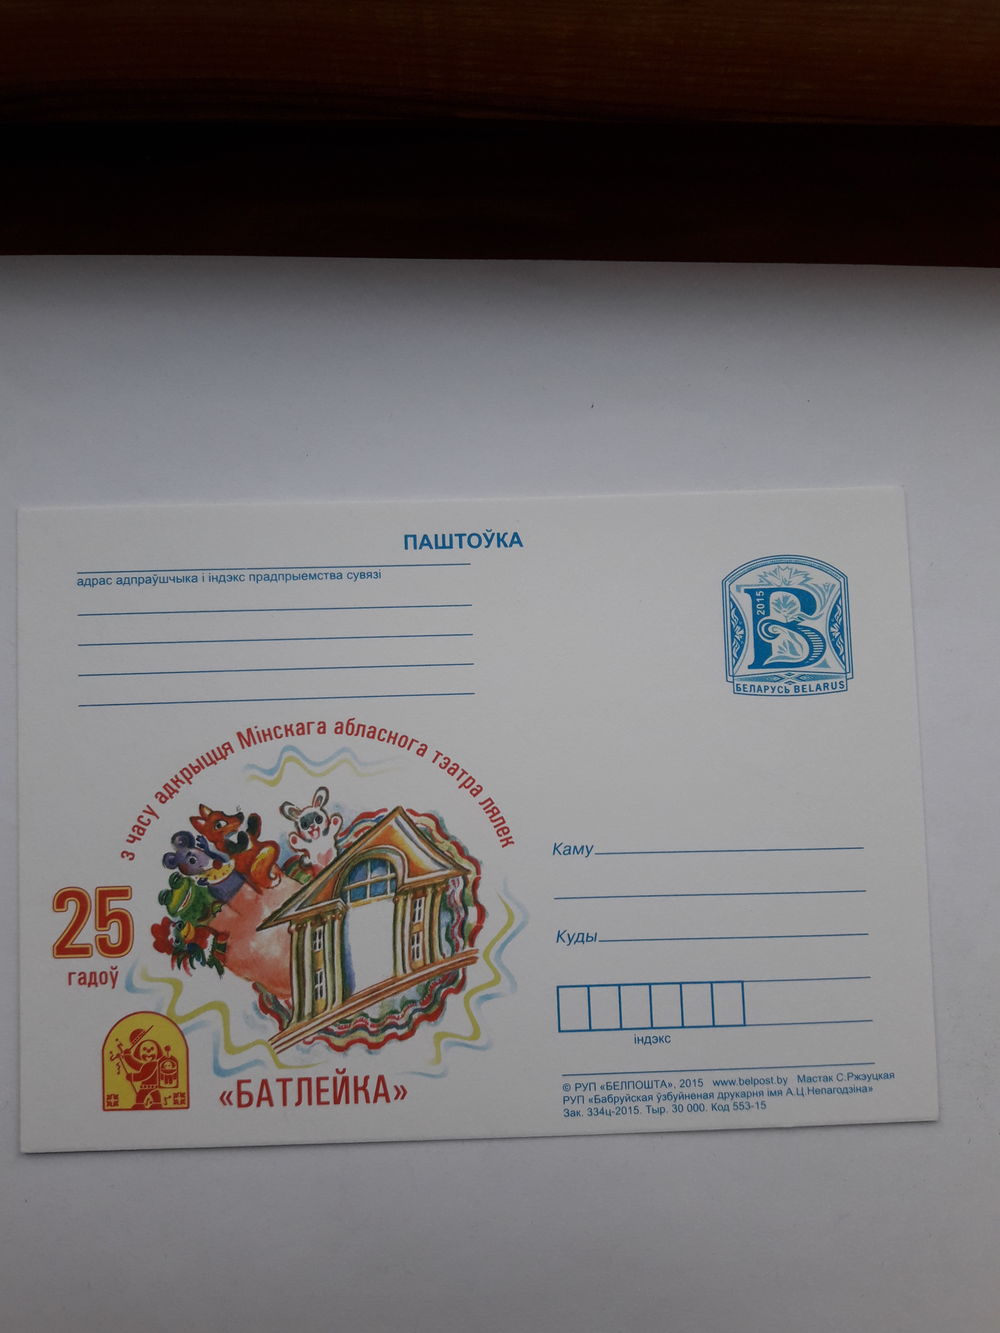 ПАШТОЎКА
адрас адпраўшчыка і індэкс прадпрыемства сувязі
2015
Б
БЕЛАРУСЬ BELARUS
з часу адкрыцця Мінскага абласнога тэатра лялек
25
гадоў
«БАТЛЕЙКА»
Каму
Куды
індэкс
© РУП «БЕЛПОШТА», 2015 www.belpost.by Мастак С.Ржэуцкая
РУП «Бабруйская ўзбуйненая друкарня імя А.Ц.Непагодзіна»
Зак. 334ц-2015. Тыр. 30 000. Код 553-15